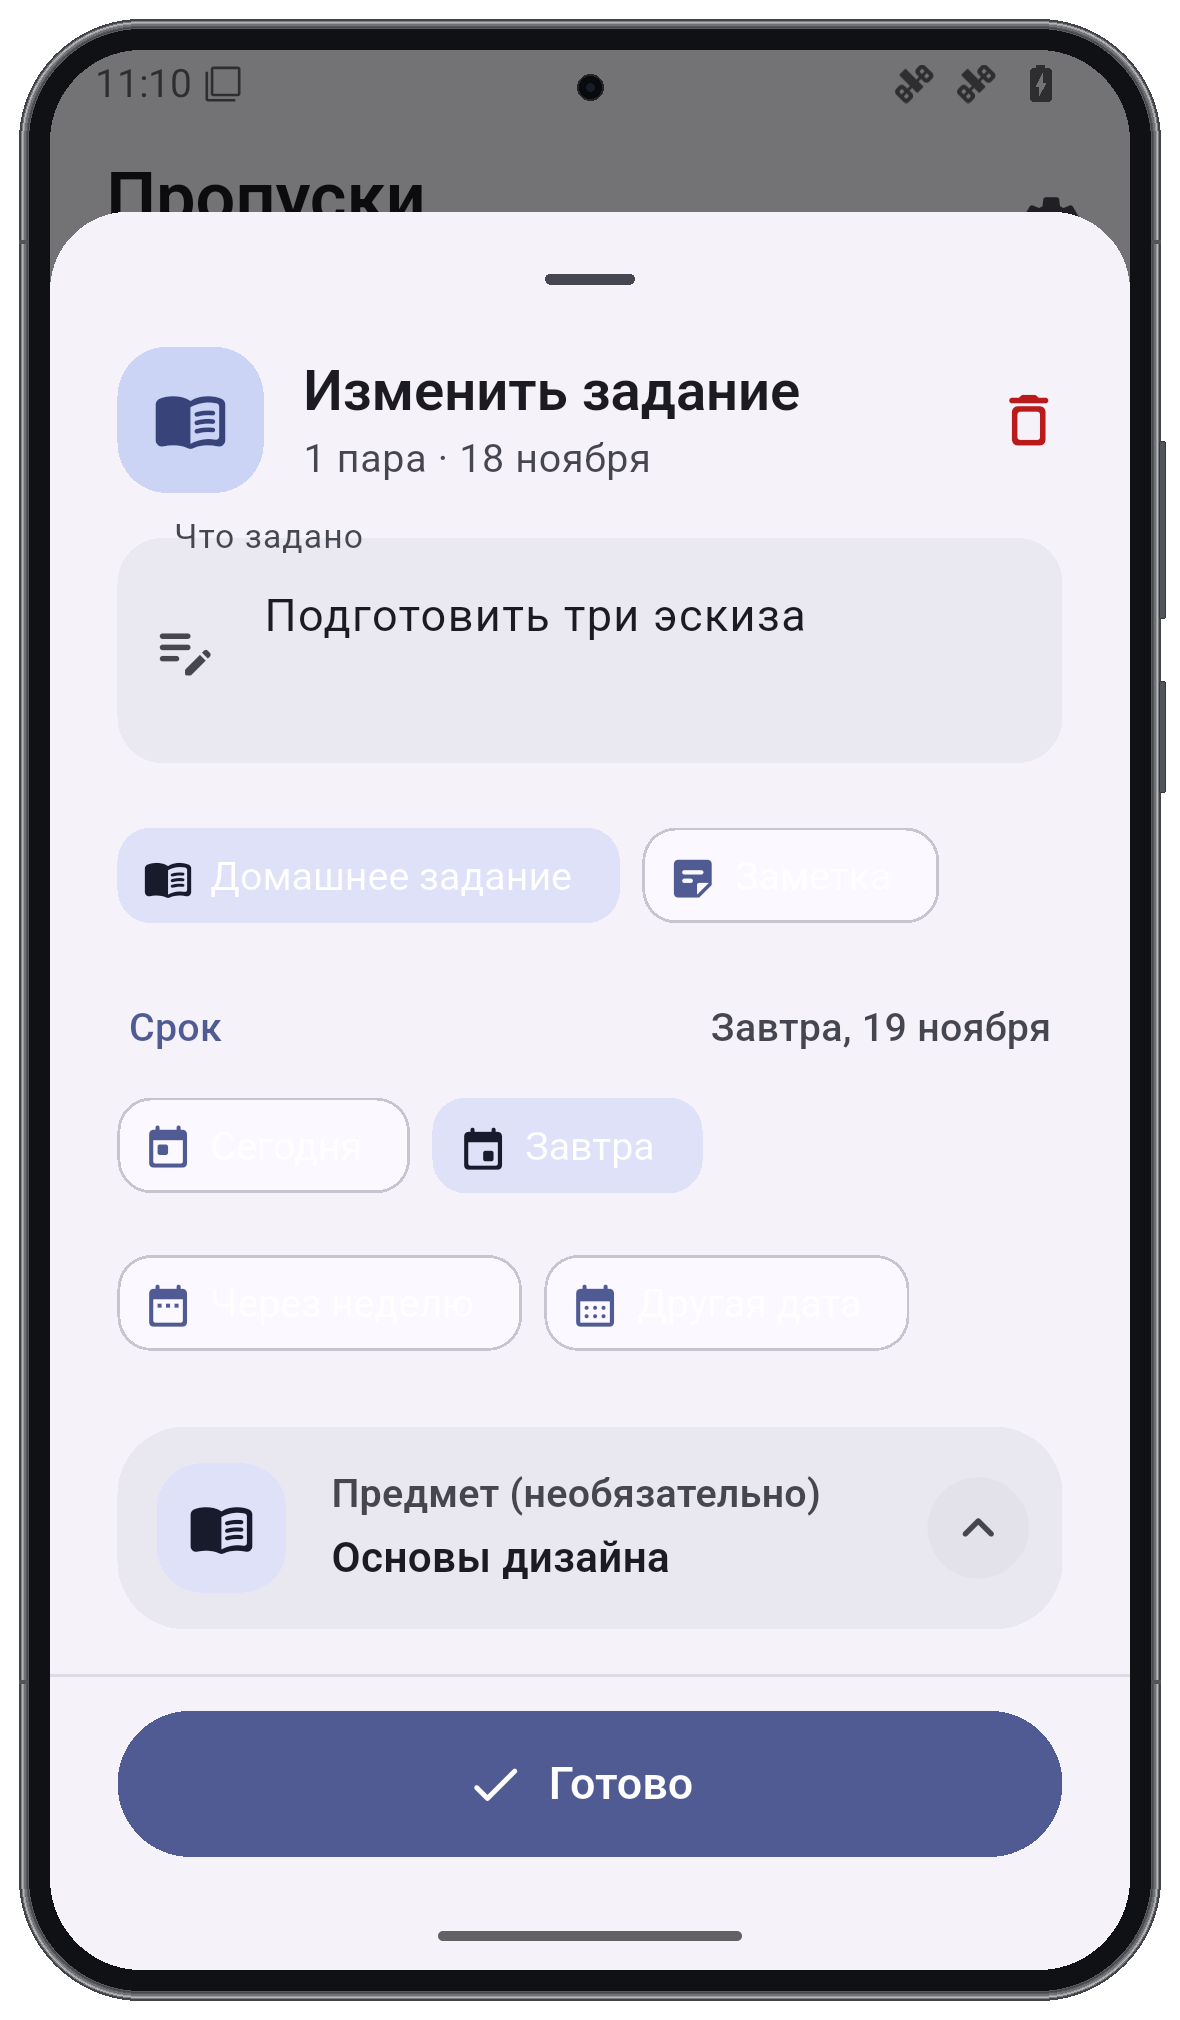 11:10
Пропуски
Изменить задание
1 пара · 18 ноября
Что задано
Подготовить три эскиза
Домашнее задание
Заметка
Срок
Завтра, 19 ноября
Сегодня
Завтра
Через неделю
Другая дата
Предмет (необязательно)
Основы дизайна
Готово